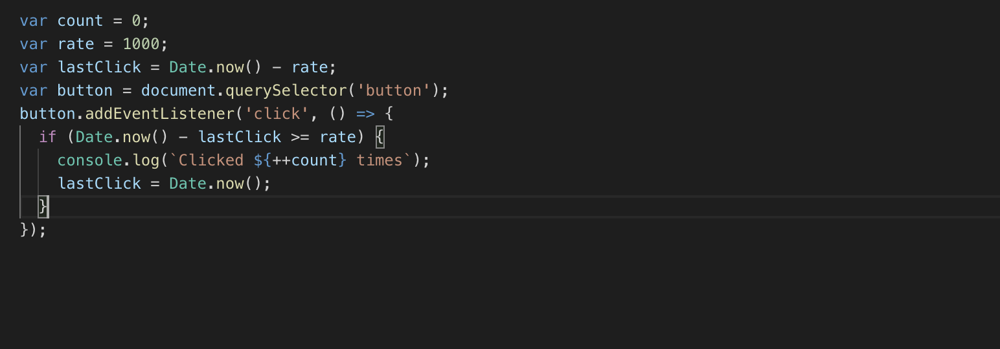 var count = 0;
var rate = 1000;
var lastClick = Date.now() - rate;
var button = document.querySelector('button');
button.addEventListener('click', () => {
  if (Date.now() - lastClick >= rate) {
    console.log(`Clicked ${++count} times`);
    lastClick = Date.now();
  }
});